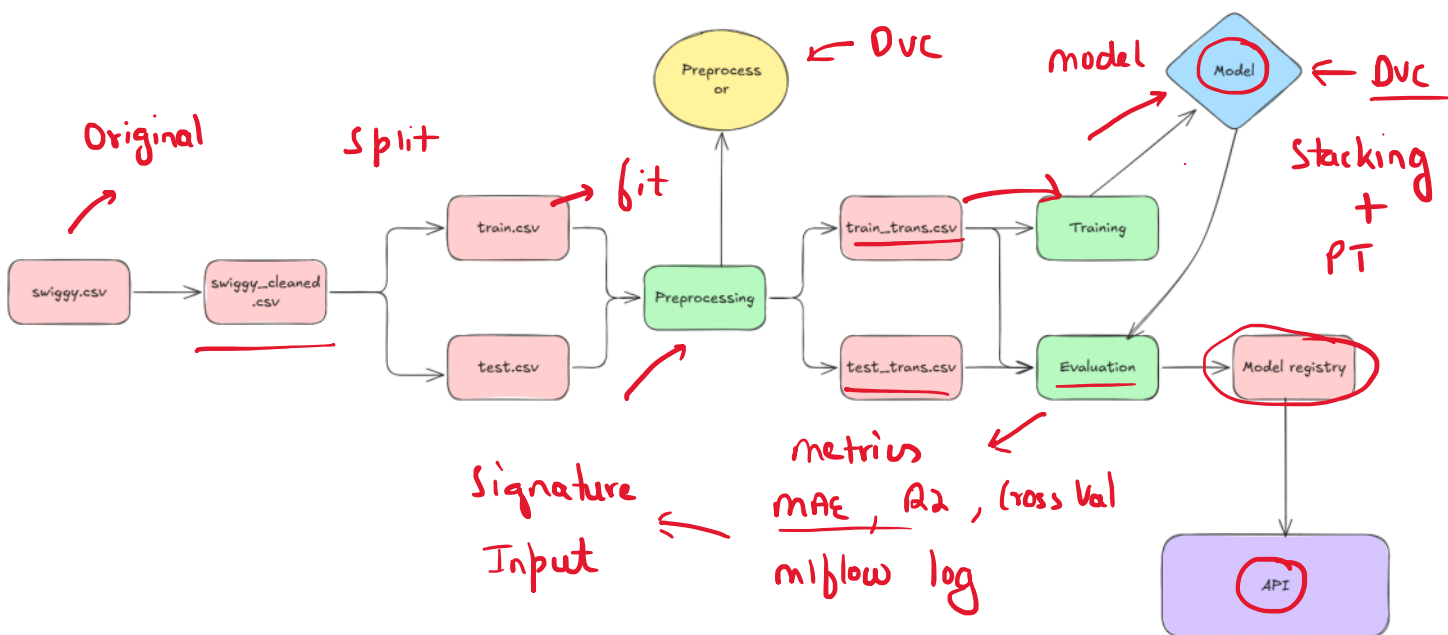 Original
Split
fit
Preprocess
or
DVC
model
Model
DVC
Stacking
+
PT
swiggy.csv
swiggy_cleaned
.csv
train.csv
test.csv
Preprocessing
train_trans.csv
test_trans.csv
Training
Evaluation
Model registry
API
Signature
Input
metrics
MAE, R2, Cross Val
mlflow log